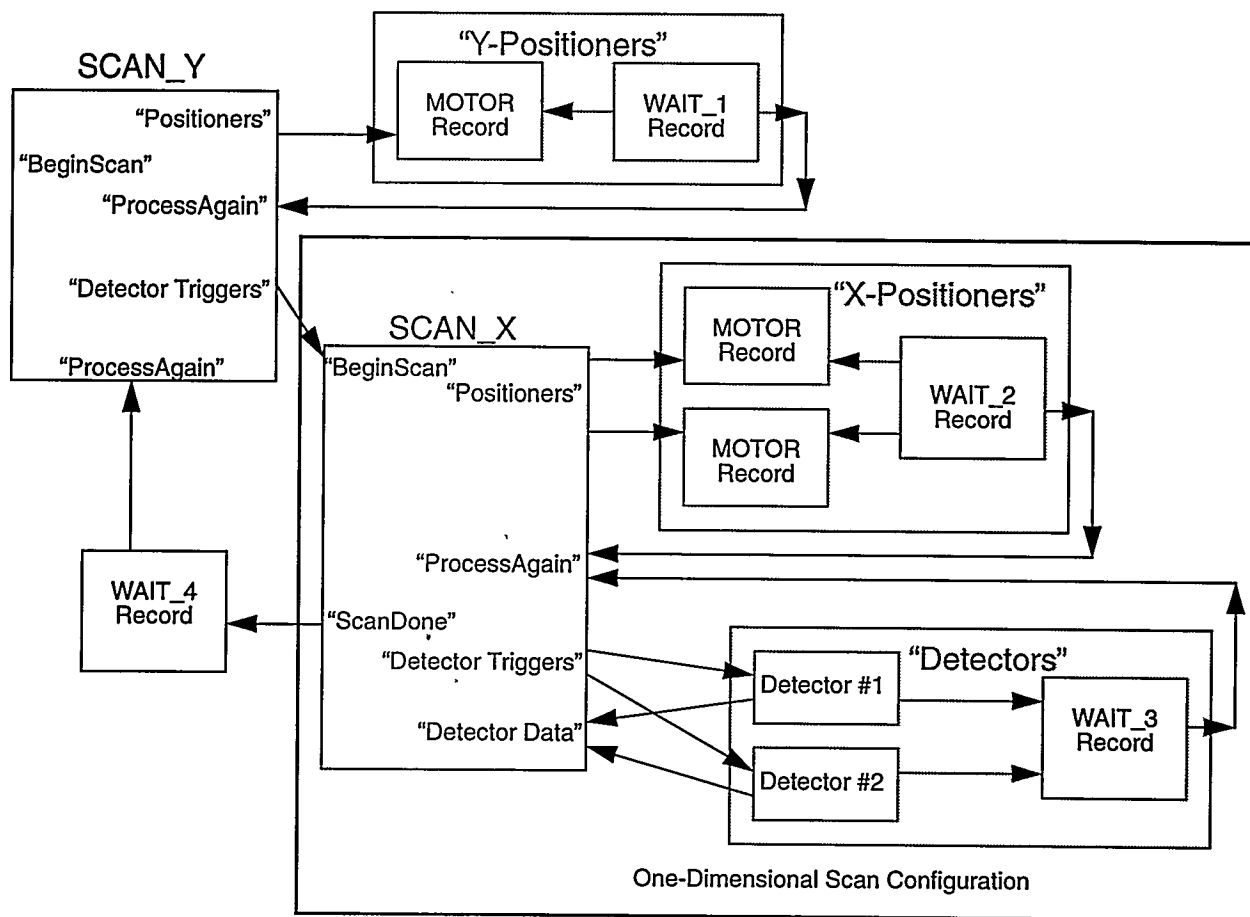 "Y-Positioners"
SCAN_Y
MOTOR
Record
WAIT_1
Record
"Positioners"
"BeginScan"
"ProcessAgain"
"Detector Triggers"
"ProcessAgain"
"X-Positioners"
SCAN_X
MOTOR
Record
"BeginScan"
"Positioners"
WAIT_2
Record
MOTOR
Record
"ProcessAgain"
WAIT_4
Record
"ScanDone"
"Detector Triggers"
"Detector Data"
"Detectors"
Detector #1
WAIT_3
Record
Detector #2
One-Dimensional Scan Configuration